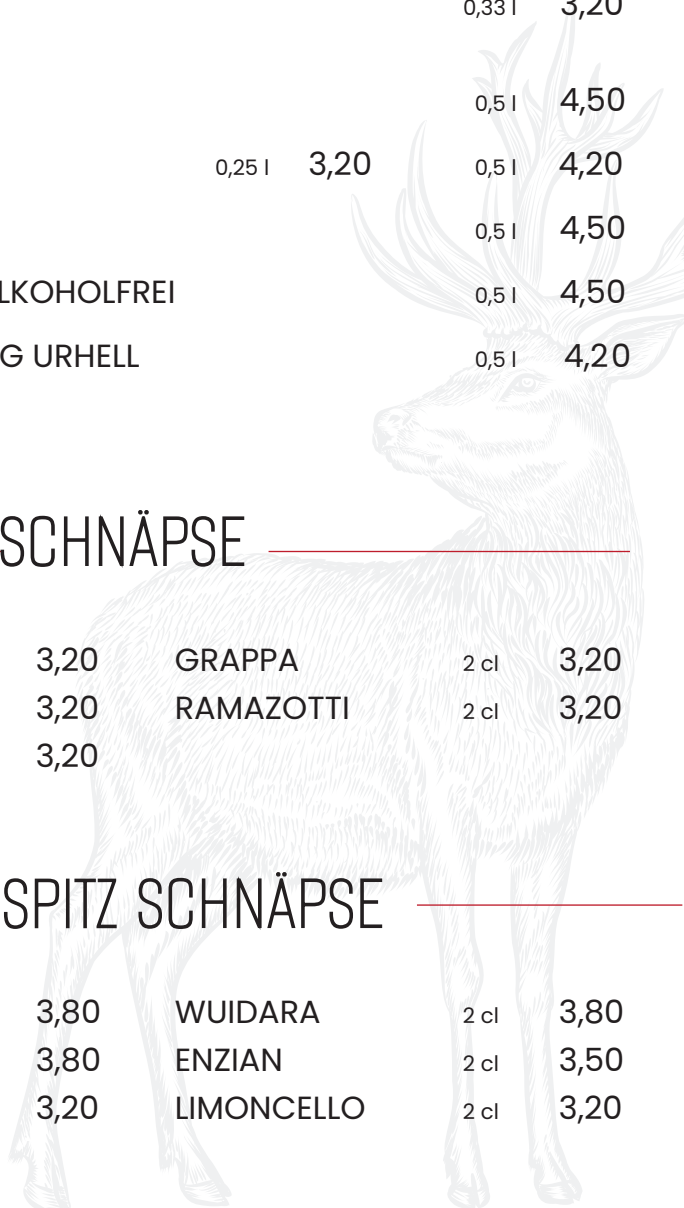 0,33 l 3,20
0,5 l 4,50
0,25 l 3,20 0,5 l 4,20
0,5 l 4,50
LKOHOLFREI 0,5 l 4,50
G URHELL 0,5 l 4,20
SCHNÄPSE
3,20 GRAPPA 2 cl 3,20
3,20 RAMAZOTTI 2 cl 3,20
3,20
SPITZ SCHNÄPSE
3,80 WUIDARA 2 cl 3,80
3,80 ENZIAN 2 cl 3,50
3,20 LIMONCELLO 2 cl 3,20